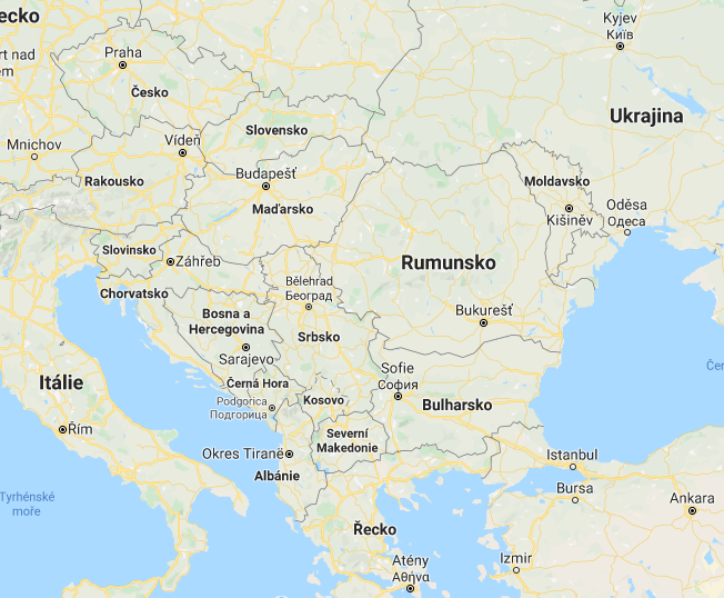 ecko
rt nad
em
Praha
Česko
Kyjev
Київ
Ukrajina
Slovensko
Mnichov
Vídeň
Budapešť
Rakousko
Maďarsko
Moldavsko
Kišiněv
Oděsa
Одеса
Slovinsko
Záhřeb
Rumunsko
Chorvatsko
Bělehrad
Београд
Bosna a
Hercegovina
Bukurešť
Srbsko
Sarajevo
Itálie
Černá Hora
Sofie
София
Čer
Podgorica
Подгорица
Kosovo
Bulharsko
Řím
Severní
Makedonie
Okres Tiranë
Albánie
Istanbul
Bursa
Ankara
Tyrhénské
moře
Řecko
Atény
Αθήνα
Izmir